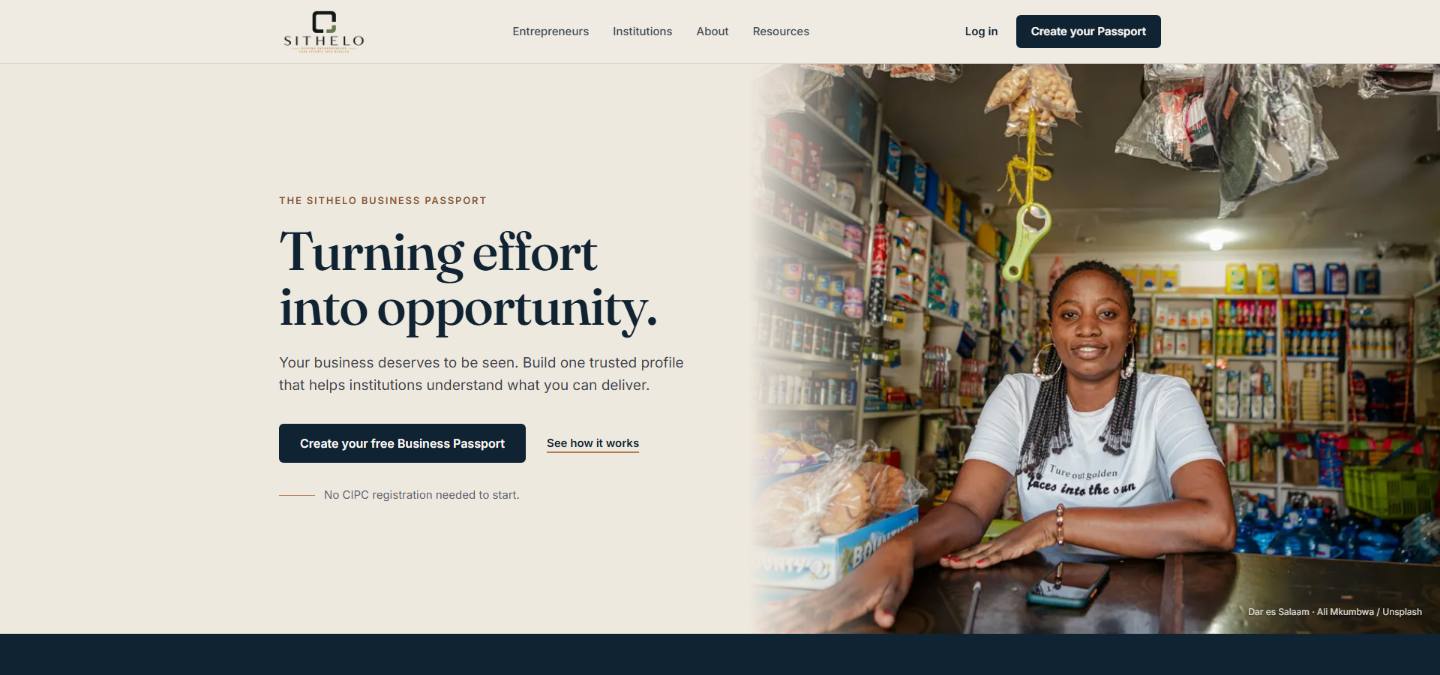 SITHELO
Entrepreneurs
Institutions
About
Resources
Log in
Create your Passport
THE SITHELO BUSINESS PASSPORT
Turning effort
into opportunity.
Your business deserves to be seen. Build one trusted profile
that helps institutions understand what you can deliver.
Create your free Business Passport
See how it works
No CIPC registration needed to start.
Ture out golden
faces into the sun
Dar es Salaam · Ali Mkumbwa / Unsplash